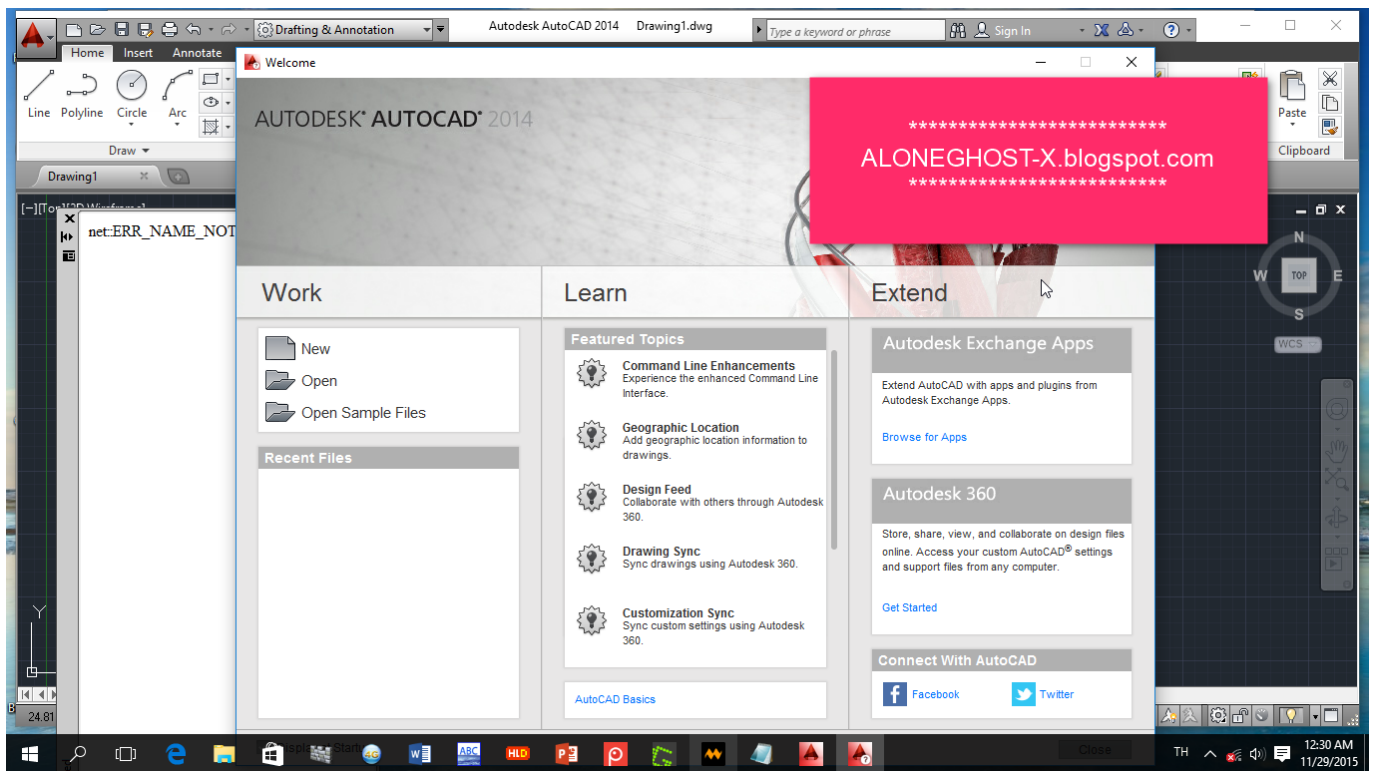 Drafting & Annotation
Autodesk AutoCAD 2014 Drawing1.dwg
Type a keyword or phrase
Sign In
Home Insert Annotate
Line Polyline Circle Arc
Draw
Paste
Clipboard
Drawing1
net::ERR_NAME_NOT
Welcome
AUTODESK® AUTOCAD® 2014
**************************
ALONEGHOST-X.blogspot.com
**************************
N
W TOP E
S
WCS
Work
New
Open
Open Sample Files
Recent Files
Learn
Featured Topics
Command Line Enhancements
Experience the enhanced Command Line
Interface.
Geographic Location
Add geographic location information to
drawings.
Design Feed
Collaborate with others through Autodesk
360.
Drawing Sync
Sync drawings using Autodesk 360.
Customization Sync
Sync custom settings using Autodesk
360.
AutoCAD Basics
Extend
Autodesk Exchange Apps
Extend AutoCAD with apps and plugins from
Autodesk Exchange Apps.
Browse for Apps
Autodesk 360
Store, share, view, and collaborate on design files
online. Access your custom AutoCAD® settings
and support files from any computer.
Get Started
Connect With AutoCAD
Facebook Twitter
Close
Y
24.81
4G
ABC
HLD
TH
12:30 AM
11/29/2015